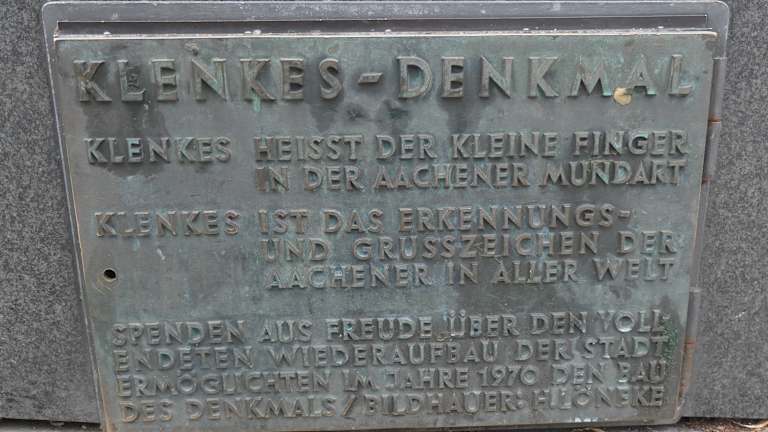 KLENKES-DENKMAL
KLENKES HEISST DER KLEINE FINGER
IN DER AACHENER MUNDART
KLENKES IST DAS ERKENNUNGS-
UND GRUSSZEICHEN DER
AACHENER IN ALLER WELT
SPENDEN AUS FREUDE ÜBER DEN VOLL-
ENDETEN WIEDERAUFBAU DER STADT
ERMÖGLICHTEN IM JAHRE 1970 DEN BAU
DES DENKMALS/BILDHAUER: H.LÖNEKE